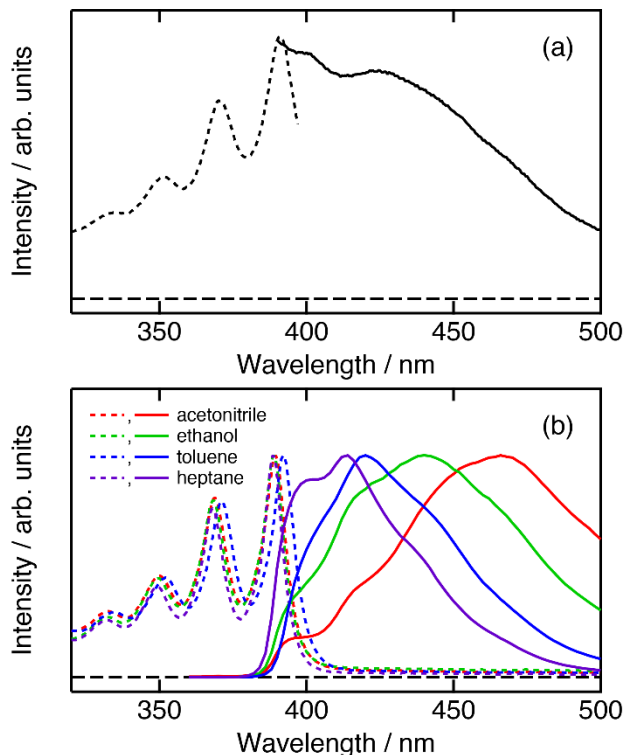 (a)
Intensity / arb. units
350
400
450
500
Wavelength / nm
, acetonitrile
, ethanol
, toluene
, heptane
(b)
Intensity / arb. units
350
400
450
500
Wavelength / nm